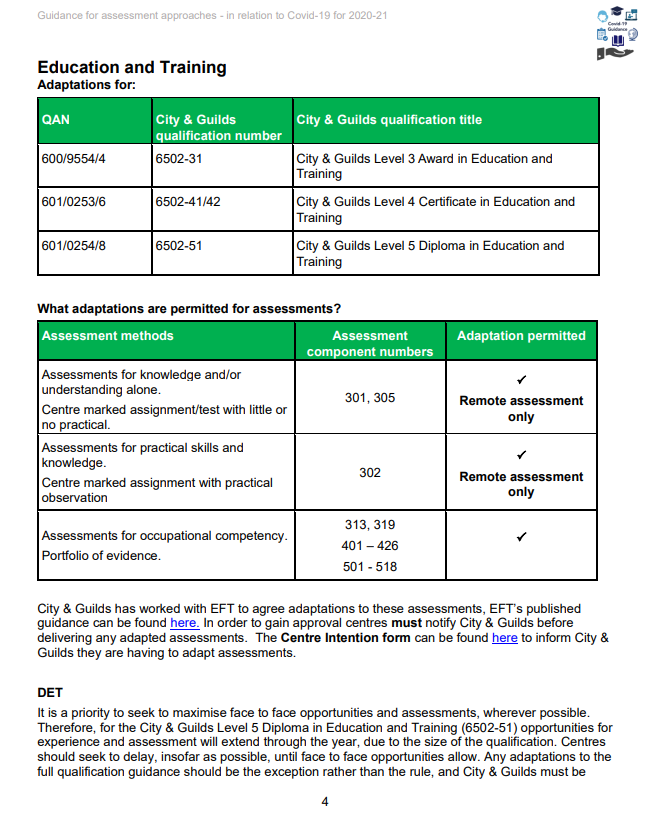 Guidance for assessment approaches - in relation to Covid-19 for 2020-21
Covid-19
Guidance
Education and Training
Adaptations for:
QAN
City & Guilds
qualification number
City & Guilds qualification title
600/9554/4
6502-31
City & Guilds Level 3 Award in Education and
Training
601/0253/6
6502-41/42
City & Guilds Level 4 Certificate in Education and
Training
601/0254/8
6502-51
City & Guilds Level 5 Diploma in Education and
Training
What adaptations are permitted for assessments?
Assessment methods
Assessment
component numbers
Adaptation permitted
Assessments for knowledge and/or
understanding alone.
Centre marked assignment/test with little or
no practical.
301, 305
✓
Remote assessment
only
Assessments for practical skills and
knowledge.
Centre marked assignment with practical
observation
302
✓
Remote assessment
only
Assessments for occupational competency.
Portfolio of evidence.
313, 319
401 – 426
501 - 518
✓
City & Guilds has worked with EFT to agree adaptations to these assessments, EFT's published
guidance can be found here. In order to gain approval centres must notify City & Guilds before
delivering any adapted assessments.  The Centre Intention form can be found here to inform City &
Guilds they are having to adapt assessments.
DET
It is a priority to seek to maximise face to face opportunities and assessments, wherever possible.
Therefore, for the City & Guilds Level 5 Diploma in Education and Training (6502-51) opportunities for
experience and assessment will extend through the year, due to the size of the qualification. Centres
should seek to delay, insofar as possible, until face to face opportunities allow. Any adaptations to the
full qualification guidance should be the exception rather than the rule, and City & Guilds must be
4